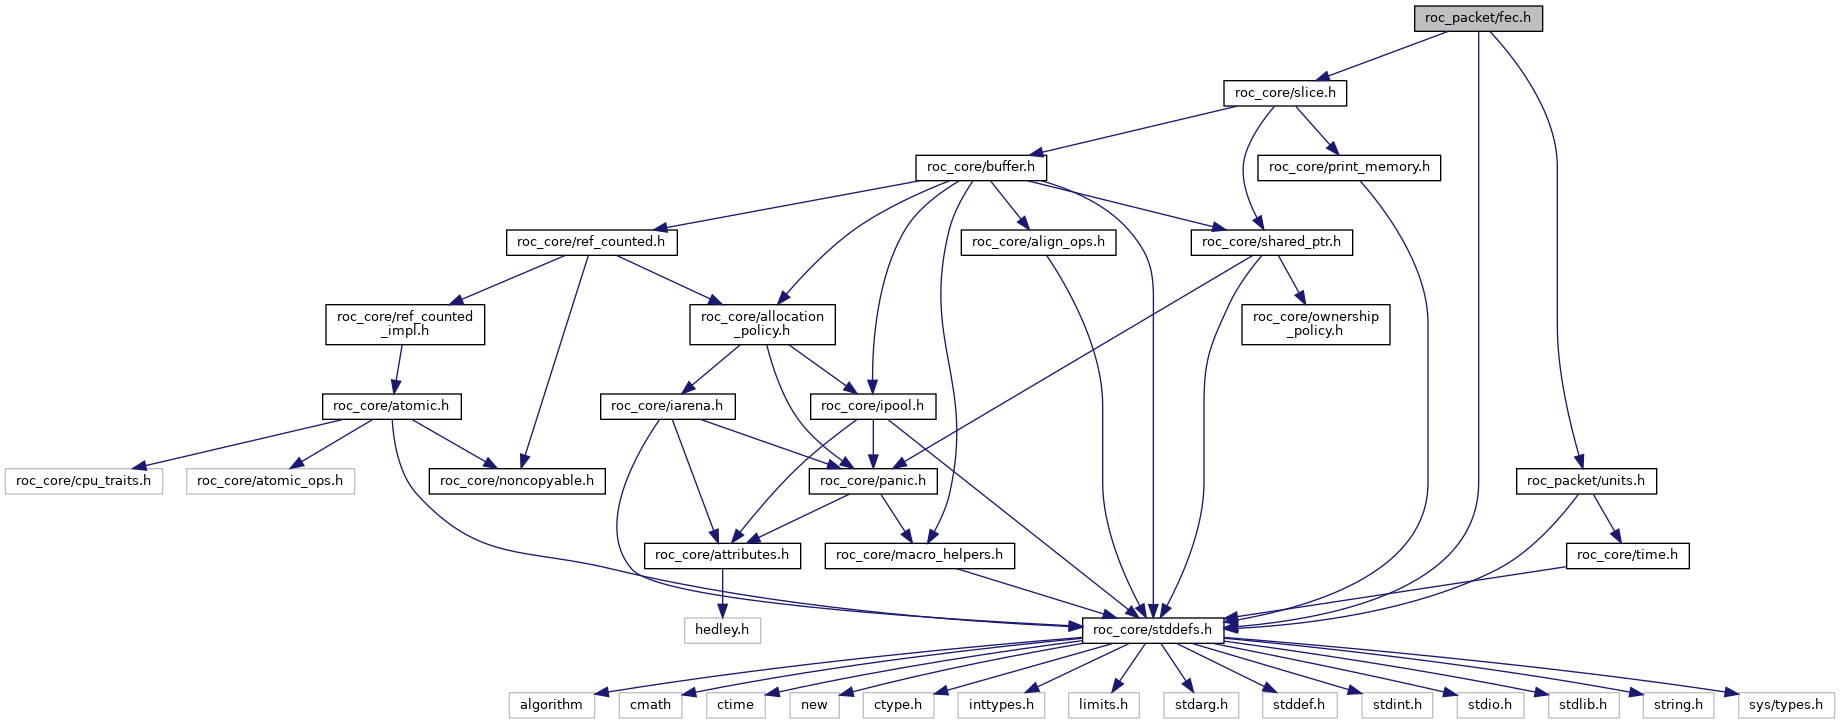 roc_packet/fec.h
roc_core/slice.h
roc_core/buffer.h
roc_core/print_memory.h
roc_core/ref_counted.h
roc_core/align_ops.h
roc_core/shared_ptr.h
roc_core/ref_counted
_impl.h
roc_core/allocation
_policy.h
roc_core/ownership
_policy.h
roc_core/atomic.h
roc_core/iarena.h
roc_core/ipool.h
roc_core/cpu_traits.h
roc_core/atomic_ops.h
roc_core/noncopyable.h
roc_core/panic.h
roc_packet/units.h
roc_core/attributes.h
roc_core/macro_helpers.h
roc_core/time.h
hedley.h
roc_core/stddefs.h
algorithm
cmath
ctime
new
ctype.h
inttypes.h
limits.h
stdarg.h
stddef.h
stdint.h
stdio.h
stdlib.h
string.h
sys/types.h